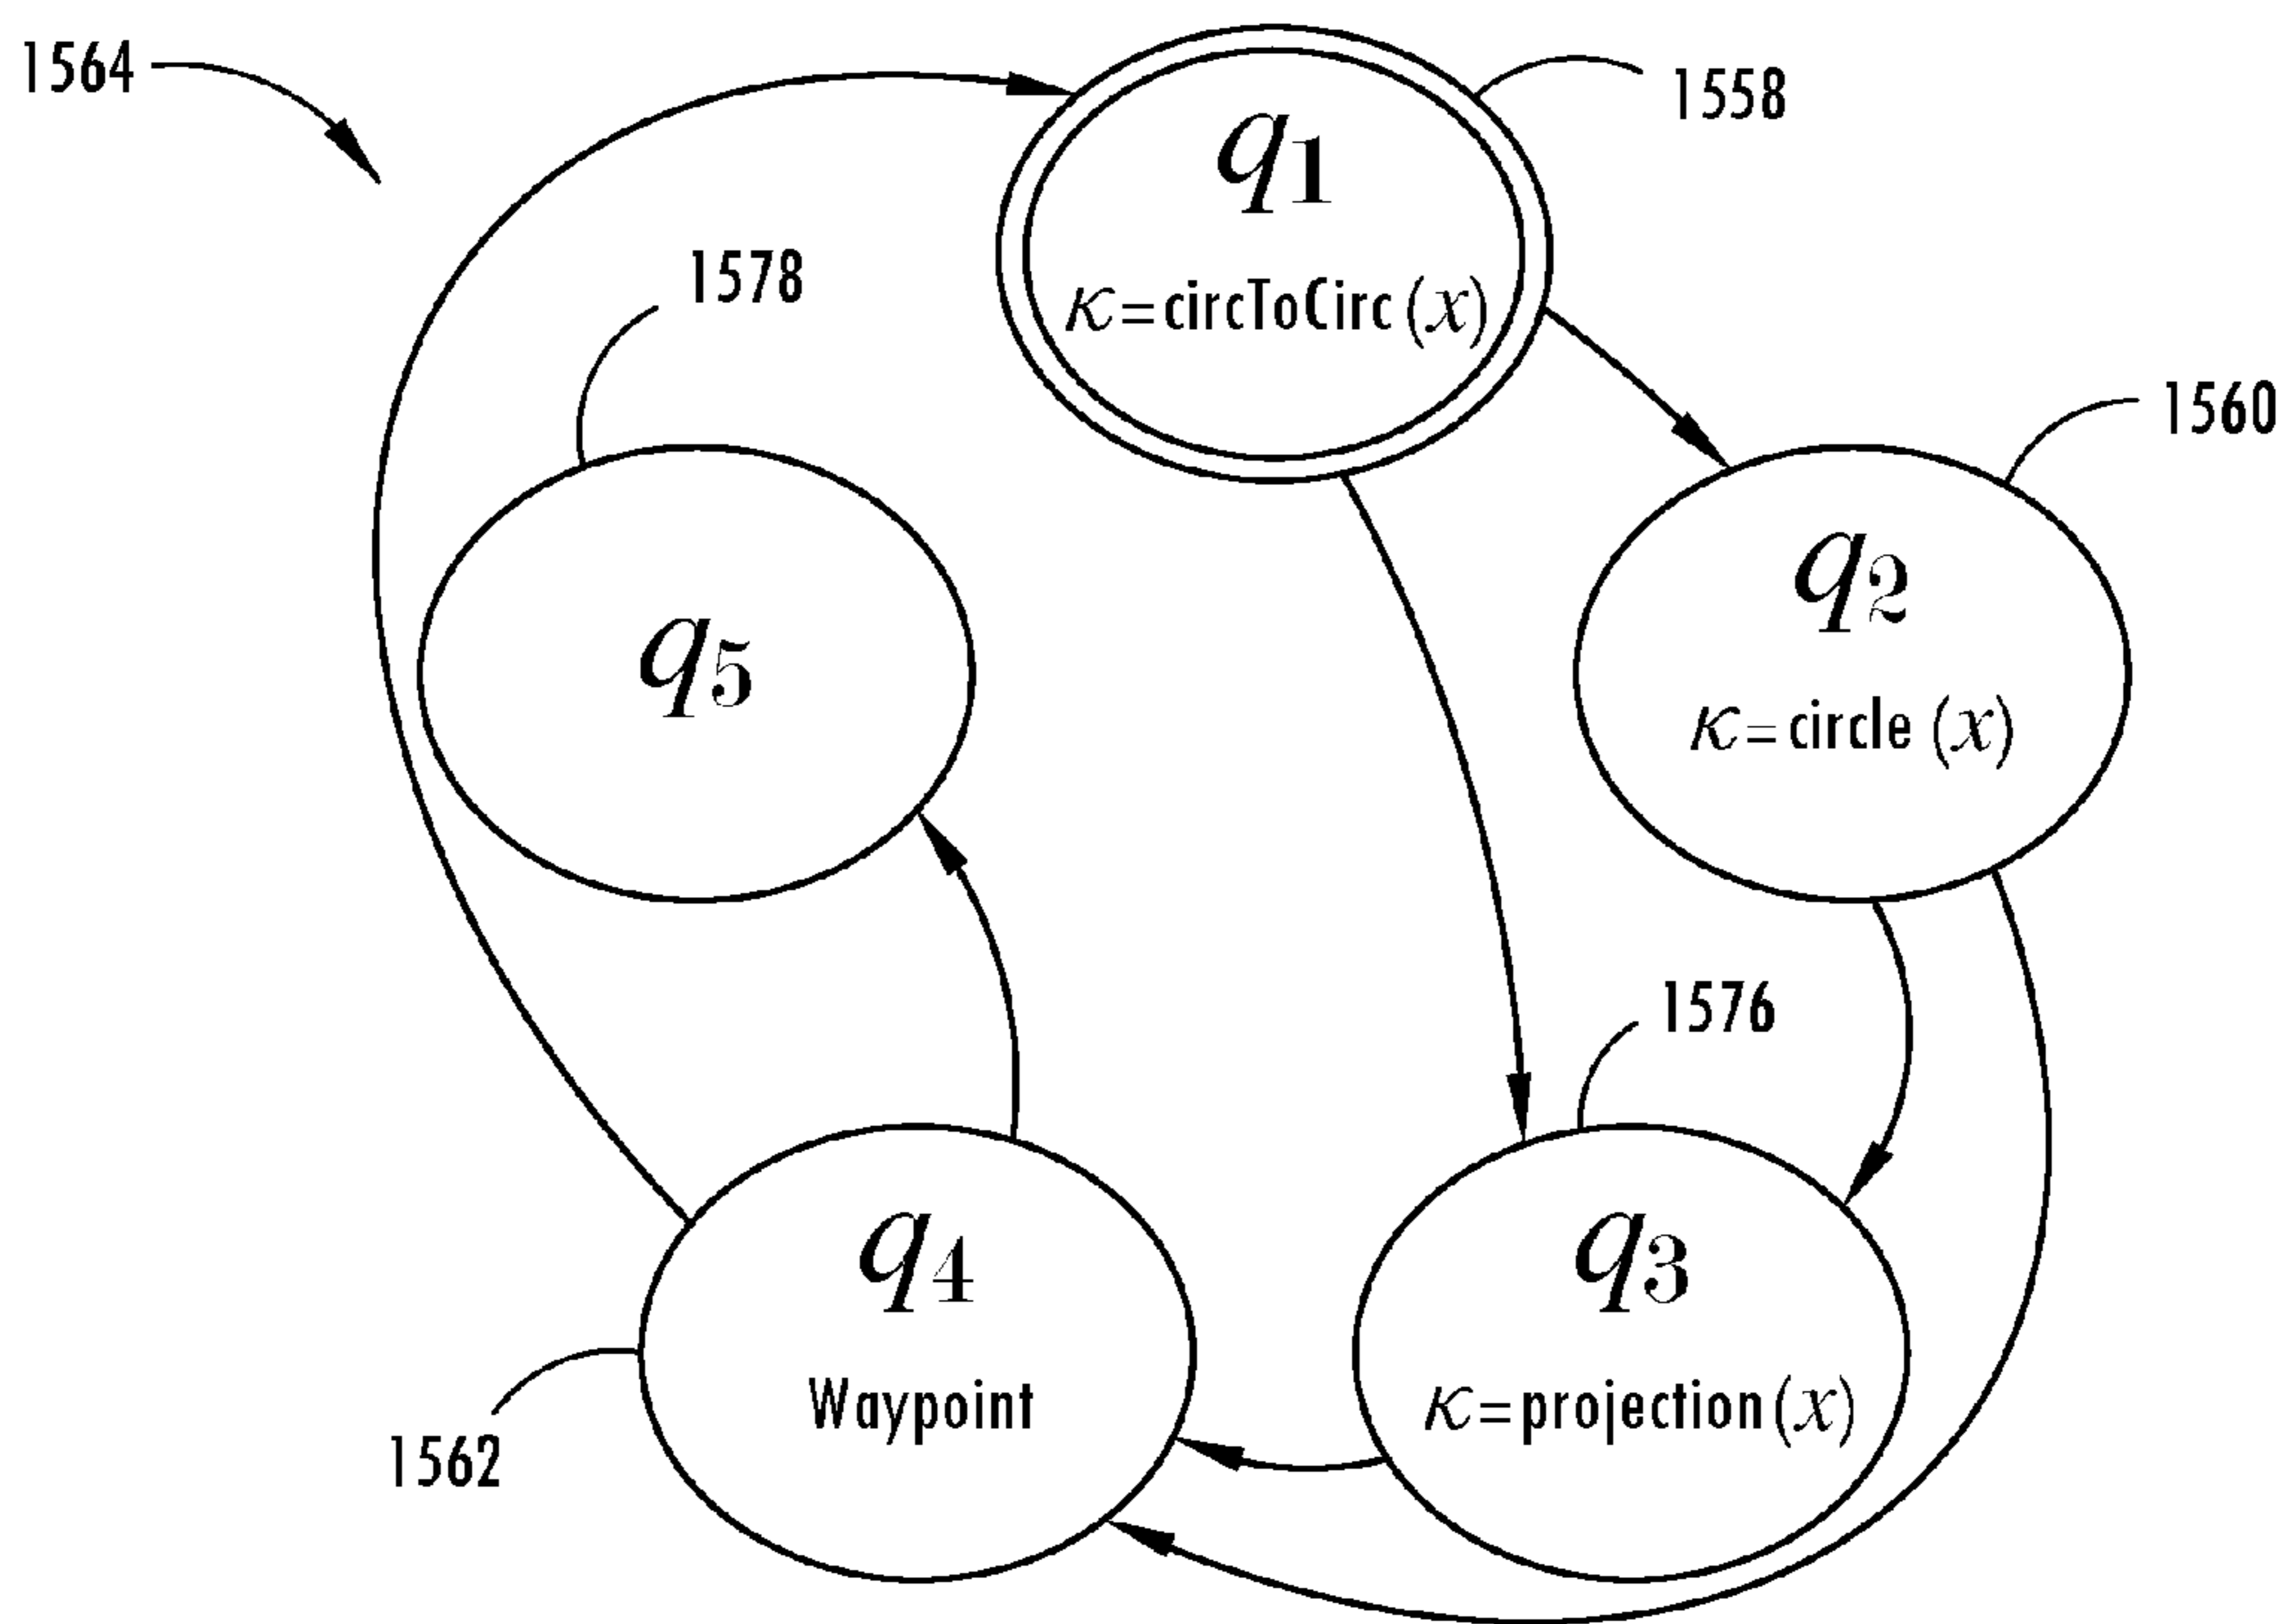 1564
1558
q1
κ=circToCirc(x)
1578
1560
q2
κ=circle (x)
q5
1576
q3
κ=projection(x)
q4
Waypoint
1562